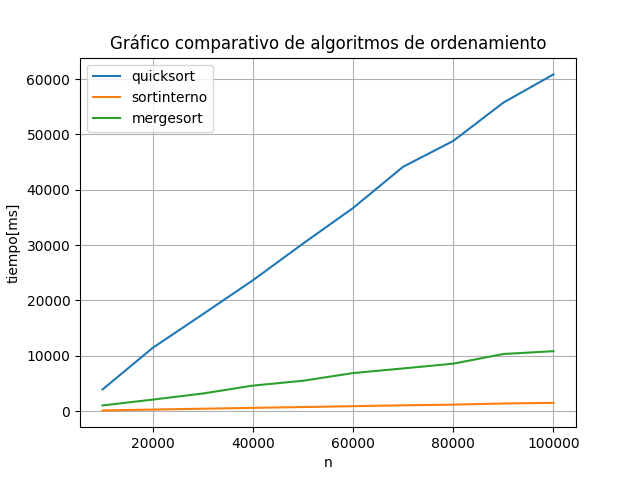 Gráfico comparativo de algoritmos de ordenamiento
quicksort
sortinterno
mergesort
60000
50000
40000
30000
20000
10000
0
tiempo[ms]
20000
40000
60000
80000
100000
n